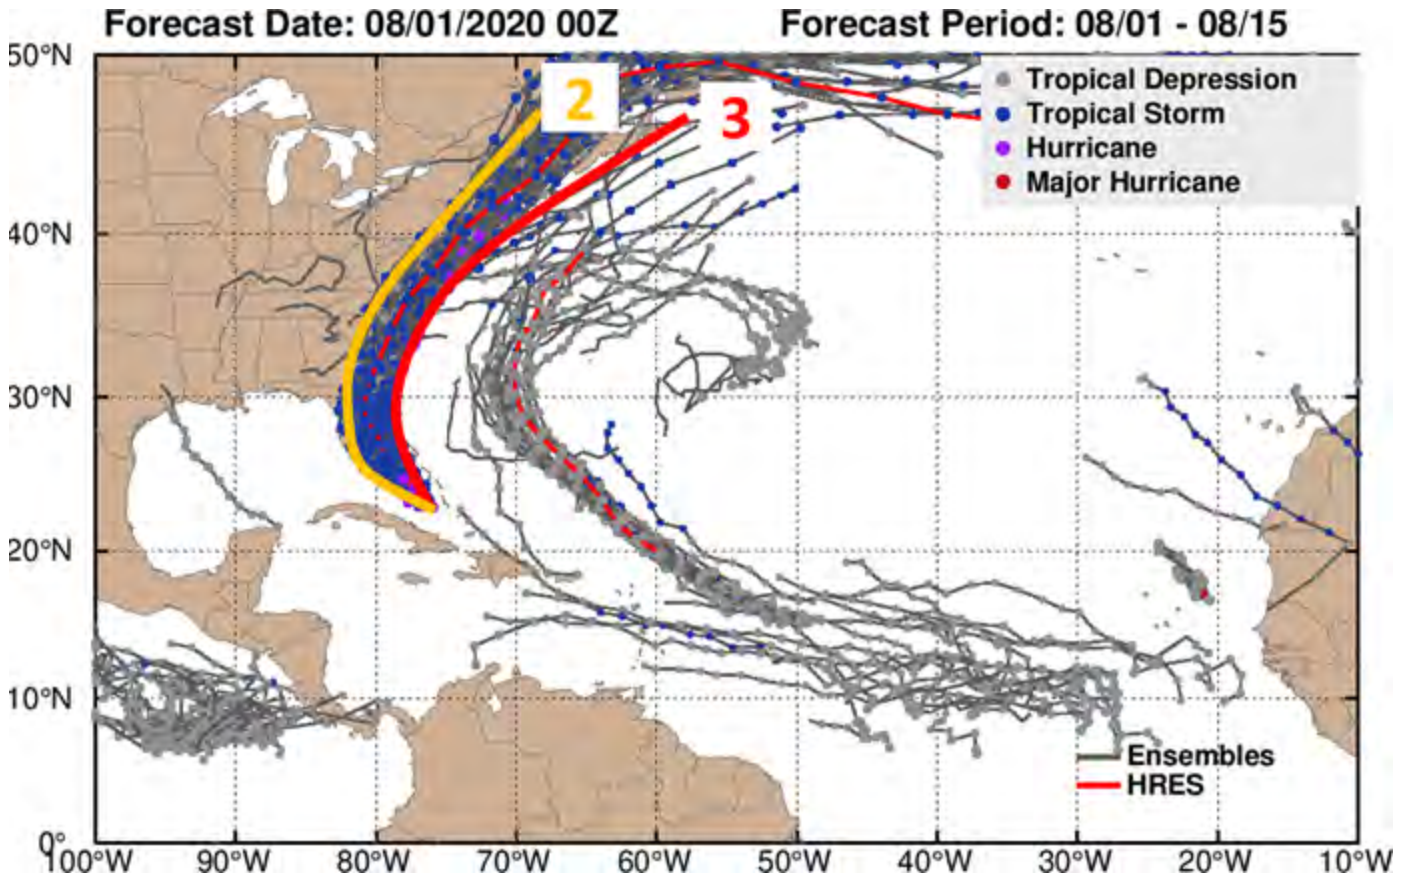 Forecast Date: 08/01/2020 00Z
Forecast Period: 08/01 - 08/15
50°N
40°N
30°N
20°N
10°N
0°
2
3
Tropical Depression
Tropical Storm
Hurricane
Major Hurricane
Ensembles
HRES
100°W 90°W 80°W 70°W 60°W 50°W 40°W 30°W 20°W 10°W